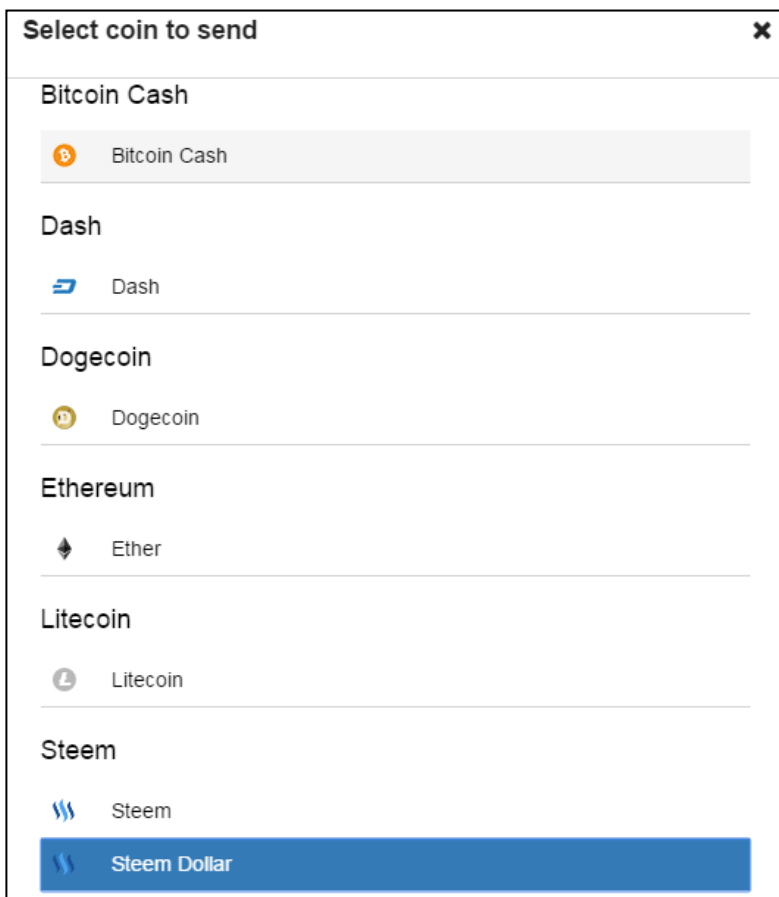 Select coin to send
Bitcoin Cash
Bitcoin Cash
Dash
Dash
Dogecoin
Dogecoin
Ethereum
Ether
Litecoin
Litecoin
Steem
Steem
Steem Dollar